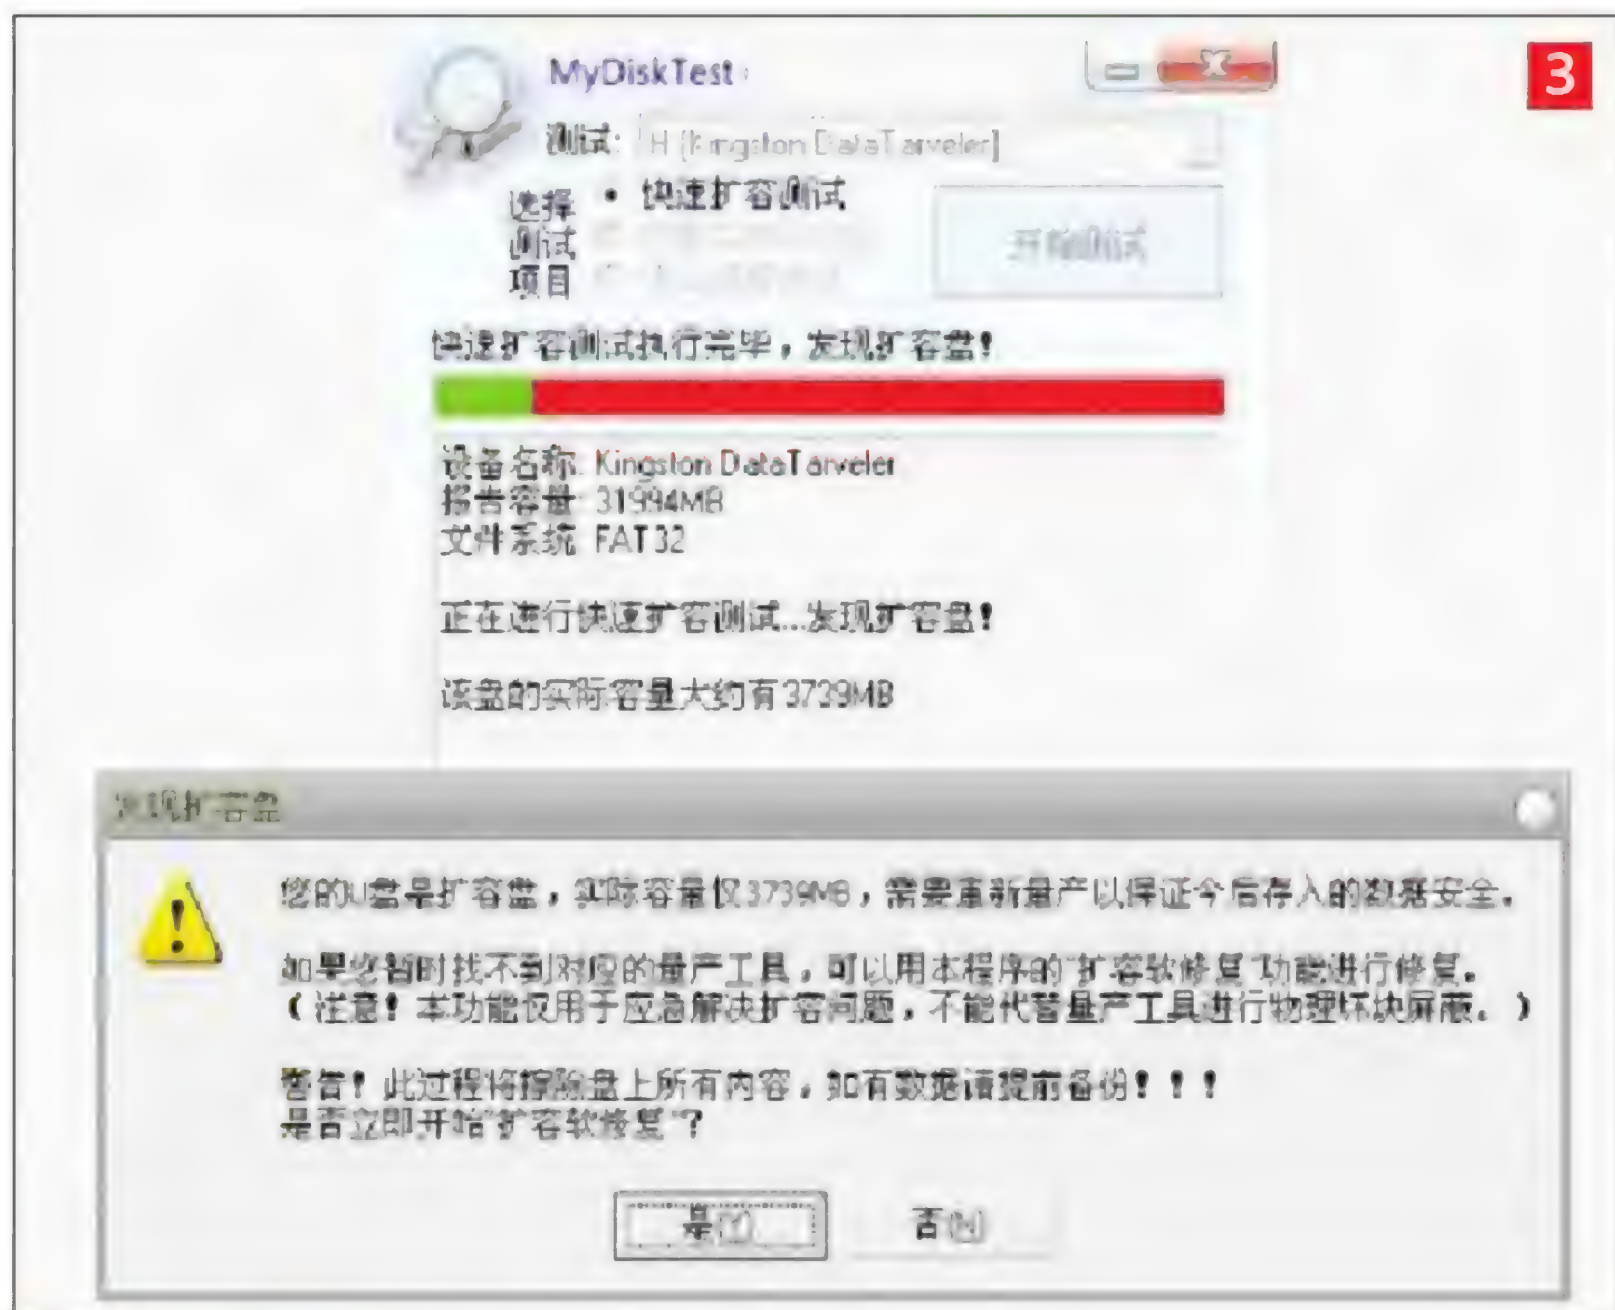 3
MyDiskTest
测试: H [Kingston DataTarveler]
选择
测试
项目
• 快速扩容测试
开始测试
快速扩容测试执行完毕，发现扩容盘！
设备名称: Kingston DataTarveler
报告容量: 31994MB
文件系统: FAT32
正在进行快速扩容测试...发现扩容盘！
该盘的实际容量大约有3739MB
发现扩容盘
您的U盘是扩容盘，实际容量仅3739MB，需要重新量产以保证今后存入的数据安全。
如果您暂时找不到对应的量产工具，可以用本程序的"扩容软修复"功能进行修复。
（注意！本功能仅用于应急解决扩容问题，不能代替量产工具进行物理坏块屏蔽。）
警告！此过程将擦除盘上所有内容，如有数据请提前备份！！！
是否立即开始"扩容软修复"？
是(Y)
否(N)